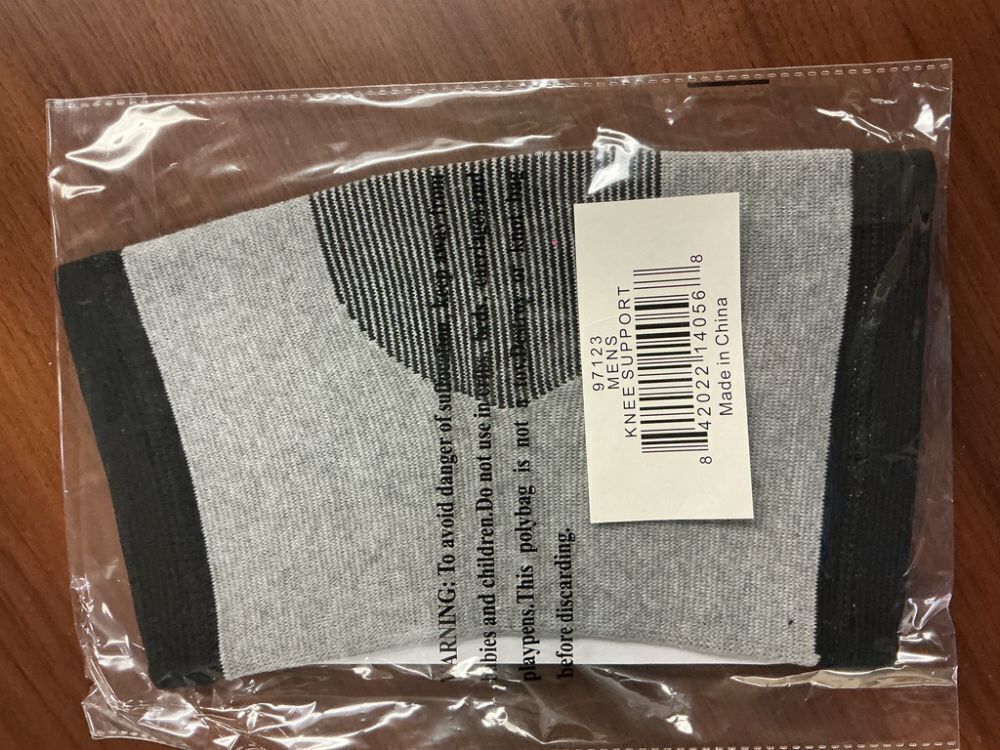 97123
MENS
KNEE SUPPORT
8 42022 14056 8
Made in China
WARNING: To avoid danger of suffocation, keep away from
babies and children.Do not use in cribs, beds, carriages and
playpens.This polybag is not a toy.Destroy or knot bag
before discarding.